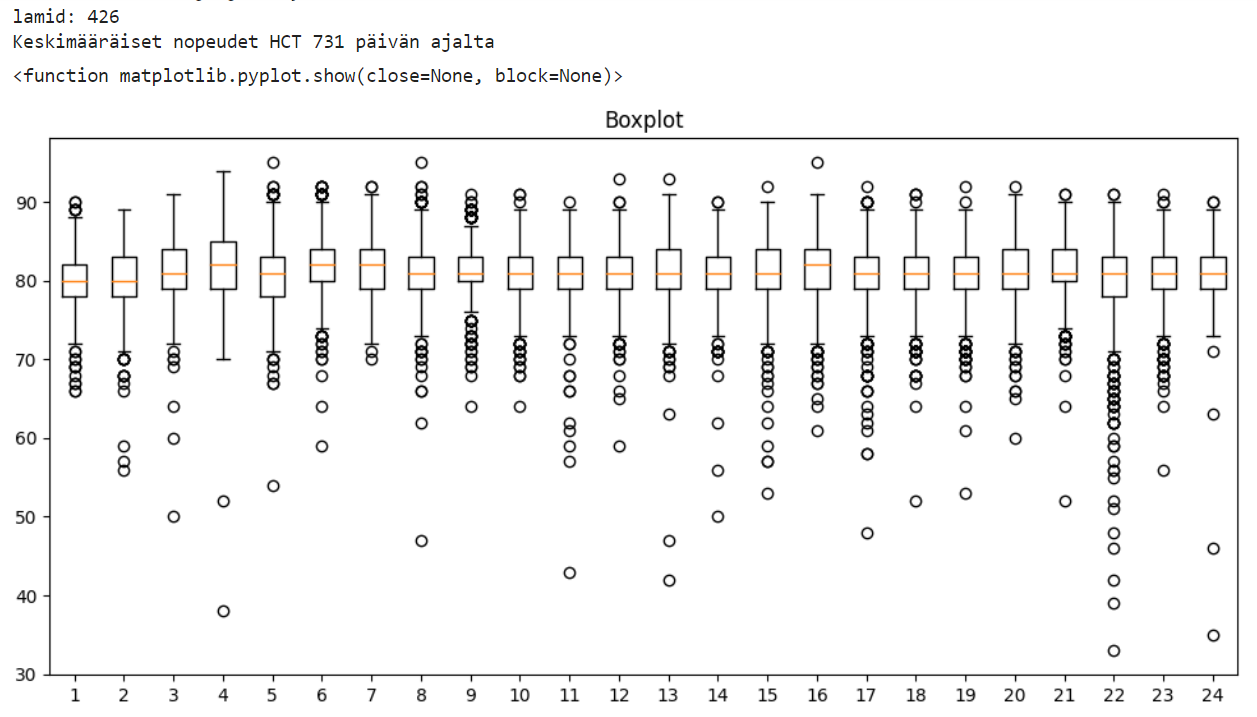 lamid: 426
Keskimääräiset nopeudet HCT 731 päivän ajalta
<function matplotlib.pyplot.show(close=None, block=None)>
Boxplot
90
80
70
60
50
40
30
1 2 3 4 5 6 7 8 9 10 11 12 13 14 15 16 17 18 19 20 21 22 23 24